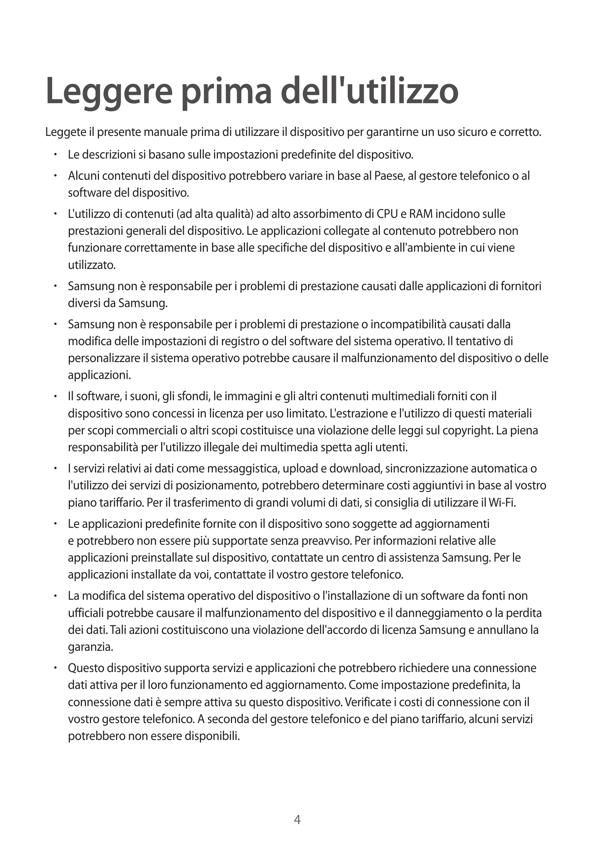 Leggere prima dell'utilizzo
Leggete il presente manuale prima di utilizzare il dispositivo per garantirne un uso sicuro e corretto.
• Le descrizioni si basano sulle impostazioni predefinite del dispositivo.
• Alcuni contenuti del dispositivo potrebbero variare in base al Paese, al gestore telefonico o al
software del dispositivo.
• L'utilizzo di contenuti (ad alta qualità) ad alto assorbimento di CPU e RAM incidono sulle
prestazioni generali del dispositivo. Le applicazioni collegate al contenuto potrebbero non
funzionare correttamente in base alle specifiche del dispositivo e all'ambiente in cui viene
utilizzato.
• Samsung non è responsabile per i problemi di prestazione causati dalle applicazioni di fornitori
diversi da Samsung.
• Samsung non è responsabile per i problemi di prestazione o incompatibilità causati dalla
modifica delle impostazioni di registro o del software del sistema operativo. Il tentativo di
personalizzare il sistema operativo potrebbe causare il malfunzionamento del dispositivo o delle
applicazioni.
• Il software, i suoni, gli sfondi, le immagini e gli altri contenuti multimediali forniti con il
dispositivo sono concessi in licenza per uso limitato. L'estrazione e l'utilizzo di questi materiali
per scopi commerciali o altri scopi costituisce una violazione delle leggi sul copyright. La piena
responsabilità per l'utilizzo illegale dei multimedia spetta agli utenti.
• I servizi relativi ai dati come messaggistica, upload e download, sincronizzazione automatica o
l'utilizzo dei servizi di posizionamento, potrebbero determinare costi aggiuntivi in base al vostro
piano tariffario. Per il trasferimento di grandi volumi di dati, si consiglia di utilizzare il Wi-Fi.
• Le applicazioni predefinite fornite con il dispositivo sono soggette ad aggiornamenti
e potrebbero non essere più supportate senza preavviso. Per informazioni relative alle
applicazioni preinstallate sul dispositivo, contattate un centro di assistenza Samsung. Per le
applicazioni installate da voi, contattate il vostro gestore telefonico.
• La modifica del sistema operativo del dispositivo o l'installazione di un software da fonti non
ufficiali potrebbe causare il malfunzionamento del dispositivo e il danneggiamento o la perdita
dei dati. Tali azioni costituiscono una violazione dell'accordo di licenza Samsung e annullano la
garanzia.
• Questo dispositivo supporta servizi e applicazioni che potrebbero richiedere una connessione
dati attiva per il loro funzionamento ed aggiornamento. Come impostazione predefinita, la
connessione dati è sempre attiva su questo dispositivo. Verificate i costi di connessione con il
vostro gestore telefonico. A seconda del gestore telefonico e del piano tariffario, alcuni servizi
potrebbero non essere disponibili.
4